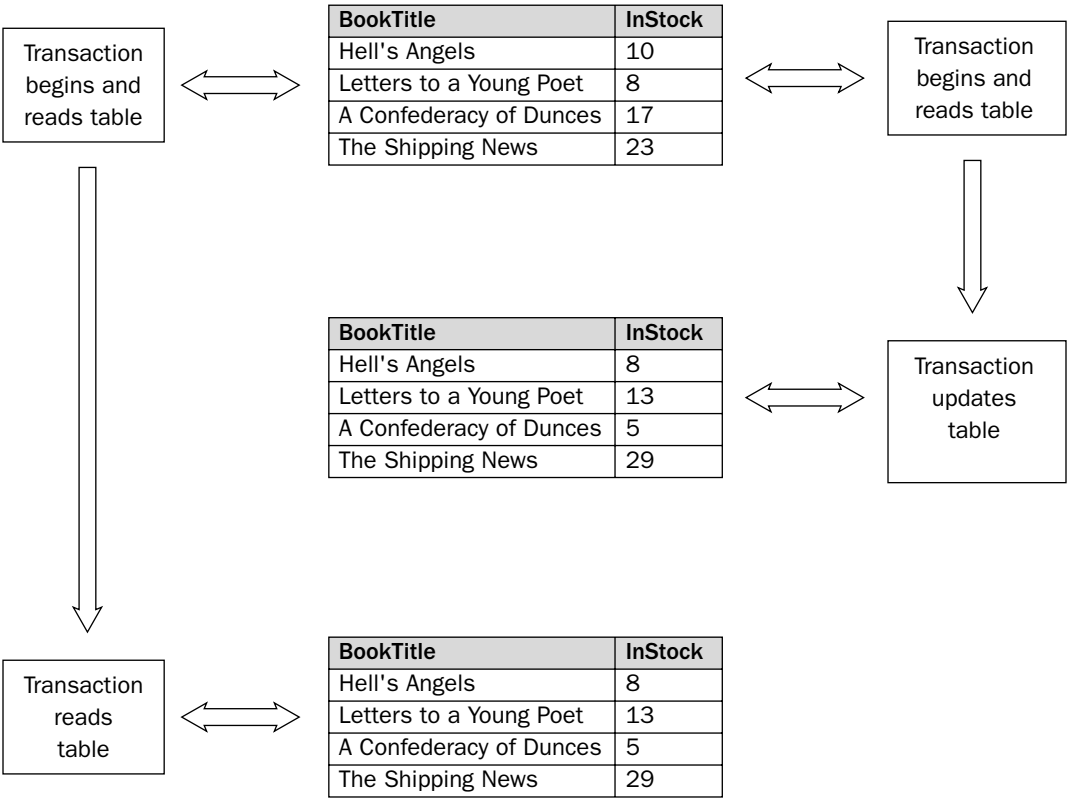 Transaction
begins and
reads table
BookTitle InStock
Hell's Angels 10
Letters to a Young Poet 8
A Confederacy of Dunces 17
The Shipping News 23
Transaction
begins and
reads table
BookTitle InStock
Hell's Angels 8
Letters to a Young Poet 13
A Confederacy of Dunces 5
The Shipping News 29
Transaction
updates
table
Transaction
reads
table
BookTitle InStock
Hell's Angels 8
Letters to a Young Poet 13
A Confederacy of Dunces 5
The Shipping News 29